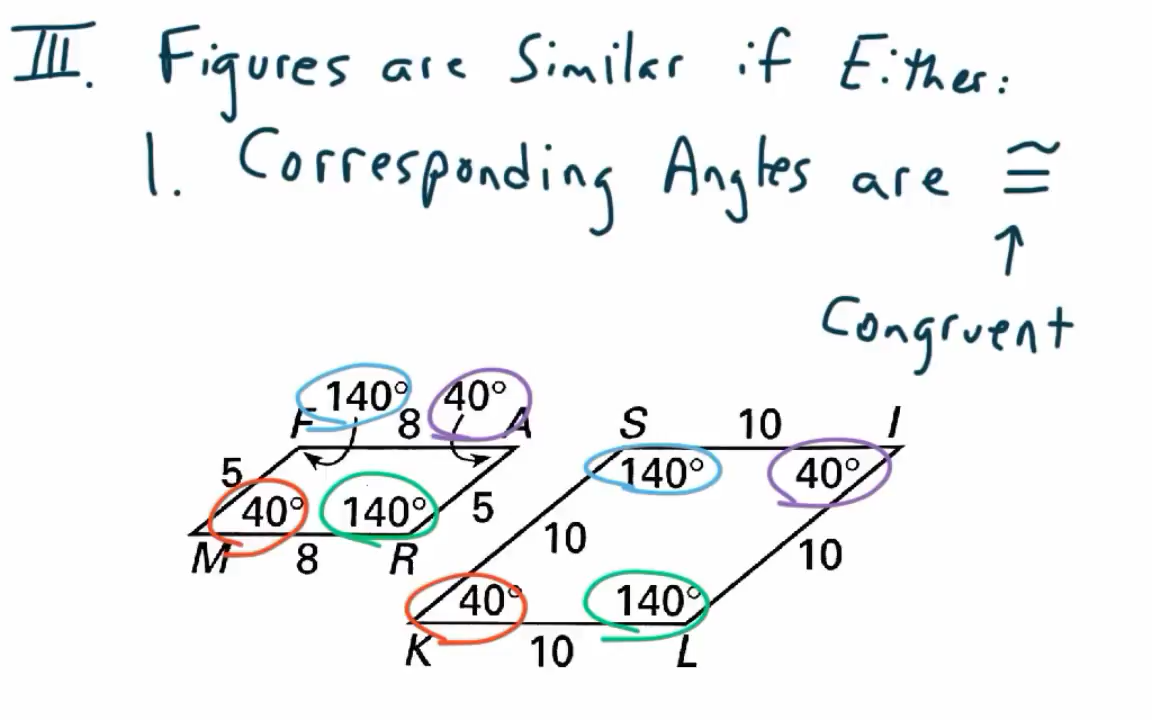 III. Figures are Similar if Either:
1. Corresponding Angles are ≅
↑
Congruent
140° 40°
F 8 A S 10 I
140° 40°
5
40° 140° 5
10 10
M 8 R
40° 140°
K 10 L